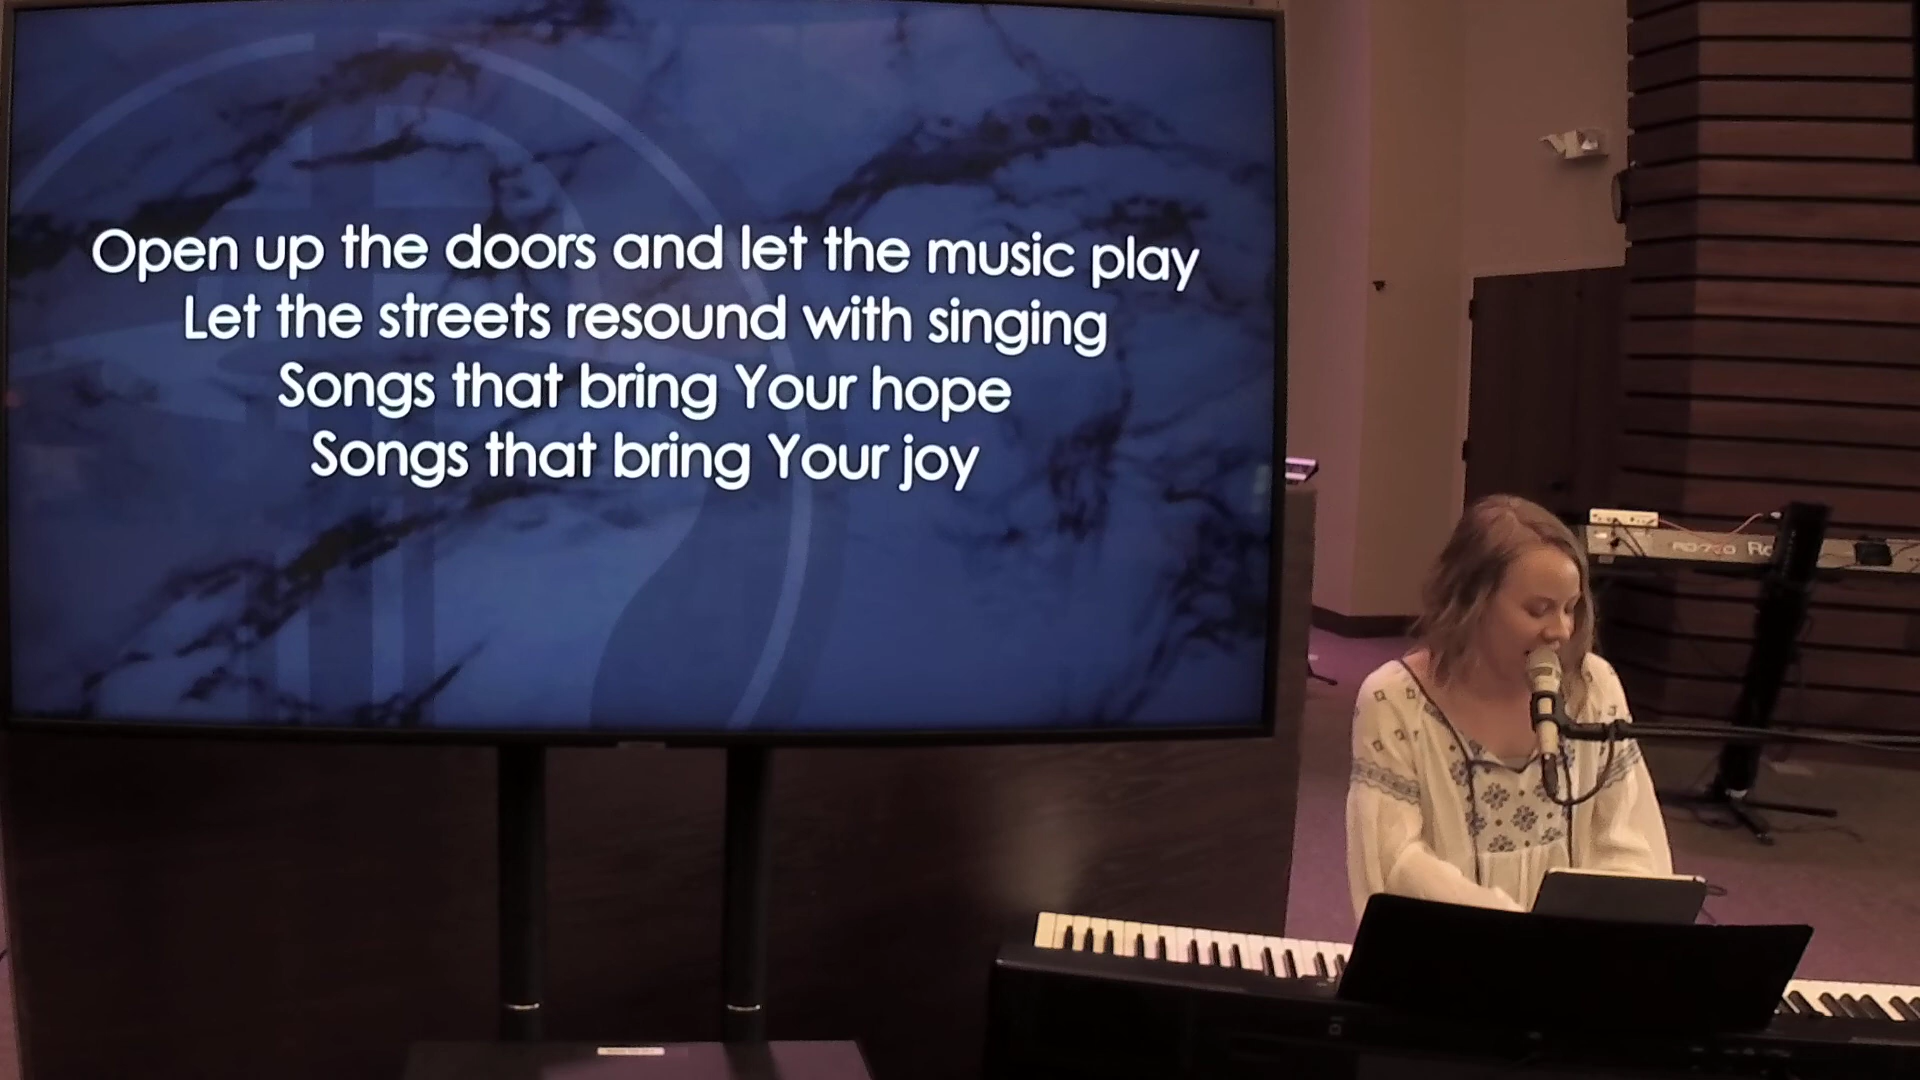 Open up the doors and let the music play
Let the streets resound with singing
Songs that bring Your hope
Songs that bring Your joy